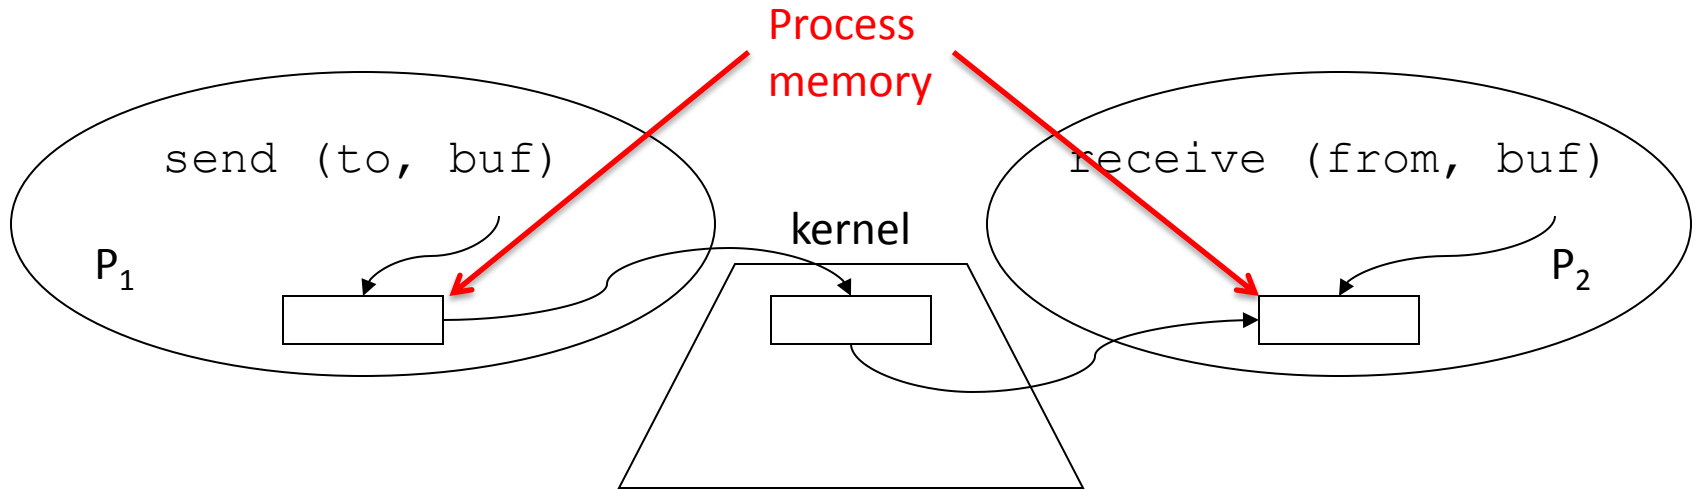 Process
memory
send (to, buf)
receive (from, buf)
kernel
P₁
P₂